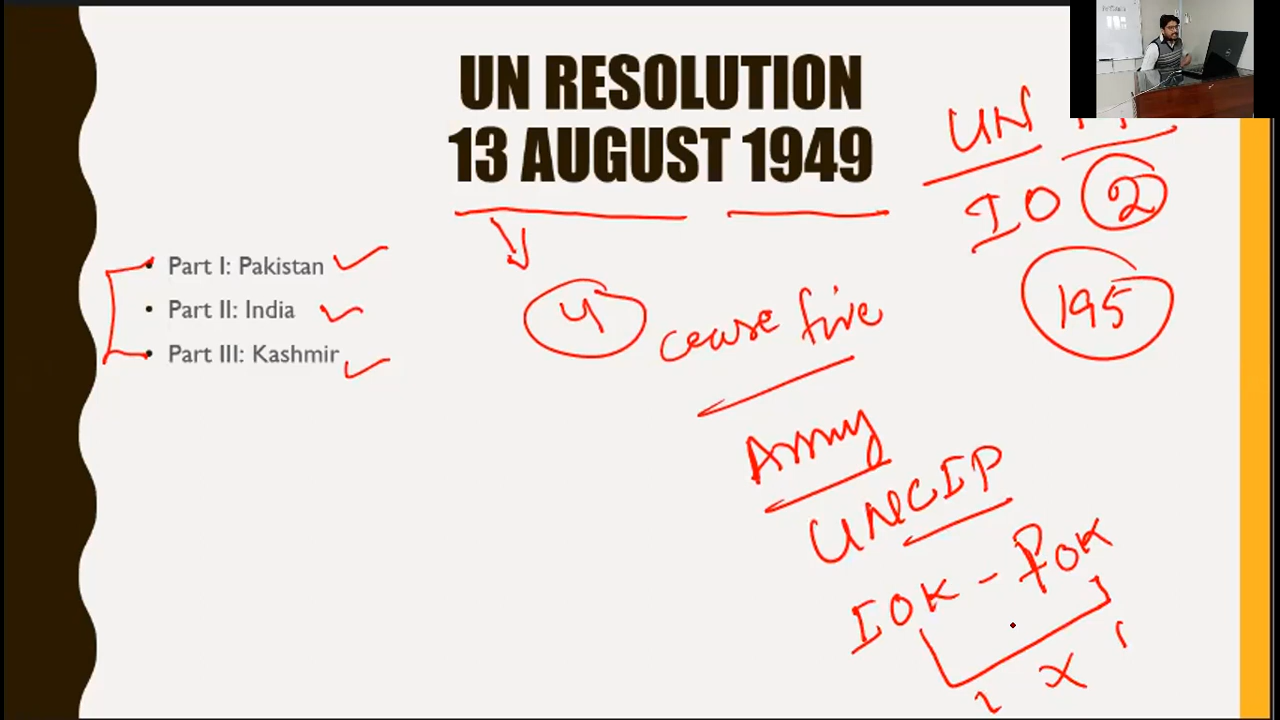 UN RESOLUTION
13 AUGUST 1949
• Part I: Pakistan
• Part II: India
• Part III: Kashmir
UN
IO 2
195
4 cease fire
Army
UNCIP
IOK - POK